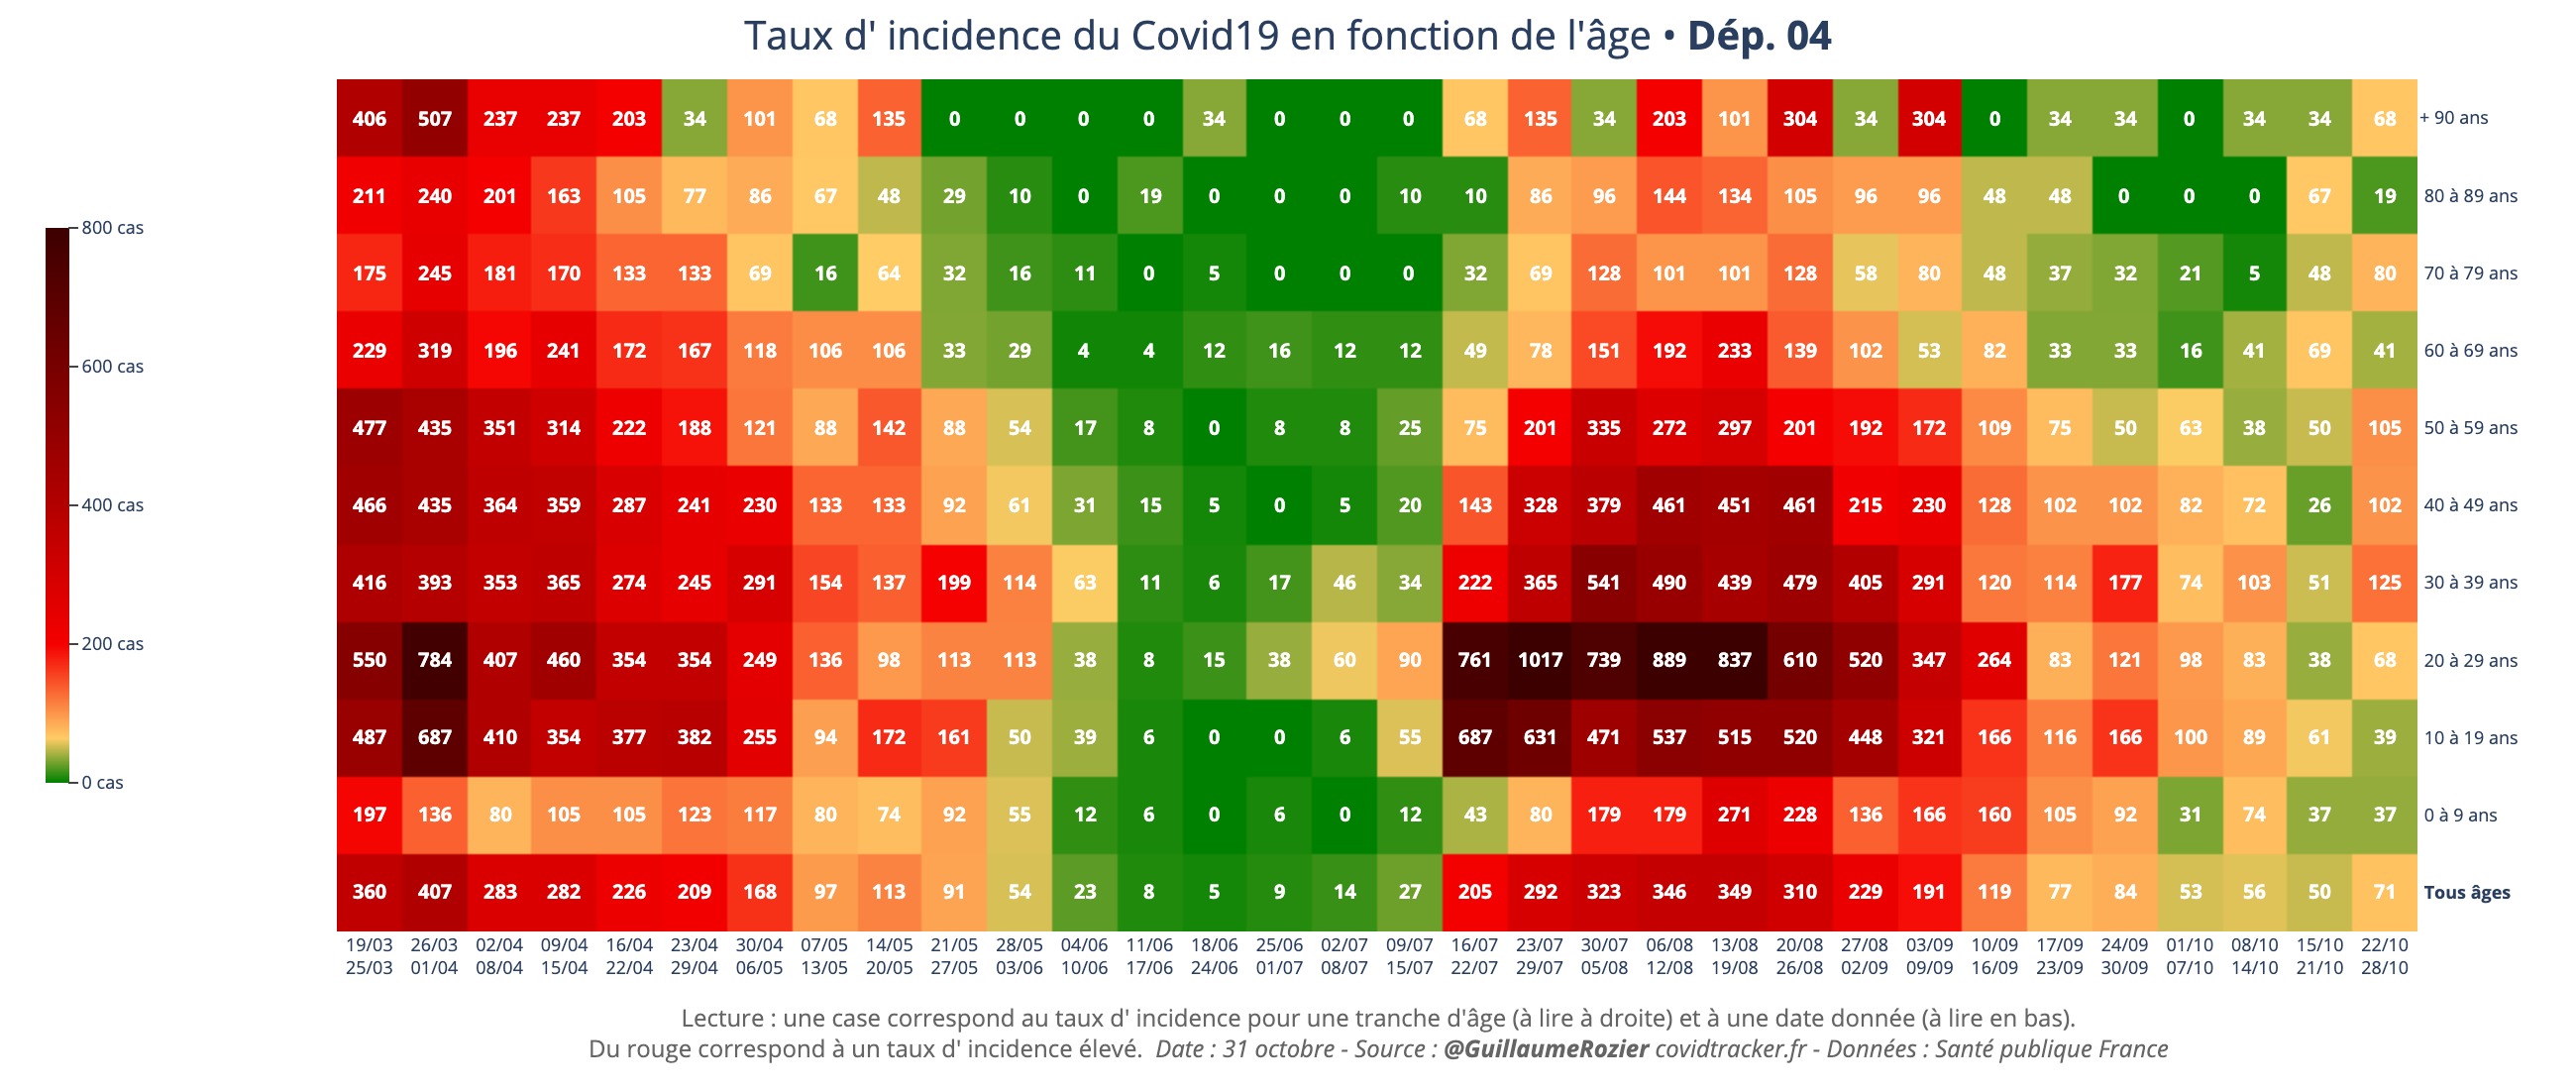 Taux d' incidence du Covid19 en fonction de l'âge • Dép. 04
406 507 237 237 203 34 101 68 135 0 0 0 0 34 0 0 0 68 135 34 203 101 304 34 304 0 34 34 0 34 34 68 + 90 ans
211 240 201 163 105 77 86 67 48 29 10 0 19 0 0 0 10 10 86 96 144 134 105 96 96 48 48 0 0 0 67 19 80 à 89 ans
175 245 181 170 133 133 69 16 64 32 16 11 0 5 0 0 0 32 69 128 101 101 128 58 80 48 37 32 21 5 48 80 70 à 79 ans
229 319 196 241 172 167 118 106 106 33 29 4 4 12 16 12 12 49 78 151 192 233 139 102 53 82 33 33 16 41 69 41 60 à 69 ans
477 435 351 314 222 188 121 88 142 88 54 17 8 0 8 8 25 75 201 335 272 297 201 192 172 109 75 50 63 38 50 105 50 à 59 ans
466 435 364 359 287 241 230 133 133 92 61 31 15 5 0 5 20 143 328 379 461 451 461 215 230 128 102 102 82 72 26 102 40 à 49 ans
416 393 353 365 274 245 291 154 137 199 114 63 11 6 17 46 34 222 365 541 490 439 479 405 291 120 114 177 74 103 51 125 30 à 39 ans
550 784 407 460 354 354 249 136 98 113 113 38 8 15 38 60 90 761 1017 739 889 837 610 520 347 264 83 121 98 83 38 68 20 à 29 ans
487 687 410 354 377 382 255 94 172 161 50 39 6 0 0 6 55 687 631 471 537 515 520 448 321 166 116 166 100 89 61 39 10 à 19 ans
197 136 80 105 105 123 117 80 74 92 55 12 6 0 6 0 12 43 80 179 179 271 228 136 166 160 105 92 31 74 37 37 0 à 9 ans
360 407 283 282 226 209 168 97 113 91 54 23 8 5 9 14 27 205 292 323 346 349 310 229 191 119 77 84 53 56 50 71 Tous âges
19/03 26/03 02/04 09/04 16/04 23/04 30/04 07/05 14/05 21/05 28/05 04/06 11/06 18/06 25/06 02/07 09/07 16/07 23/07 30/07 06/08 13/08 20/08 27/08 03/09 10/09 17/09 24/09 01/10 08/10 15/10 22/10
25/03 01/04 08/04 15/04 22/04 29/04 06/05 13/05 20/05 27/05 03/06 10/06 17/06 24/06 01/07 08/07 15/07 22/07 29/07 05/08 12/08 19/08 26/08 02/09 09/09 16/09 23/09 30/09 07/10 14/10 21/10 28/10
800 cas
600 cas
400 cas
200 cas
0 cas
Lecture : une case correspond au taux d' incidence pour une tranche d'âge (à lire à droite) et à une date donnée (à lire en bas).
Du rouge correspond à un taux d' incidence élevé. Date : 31 octobre - Source : @GuillaumeRozier covidtracker.fr - Données : Santé publique France